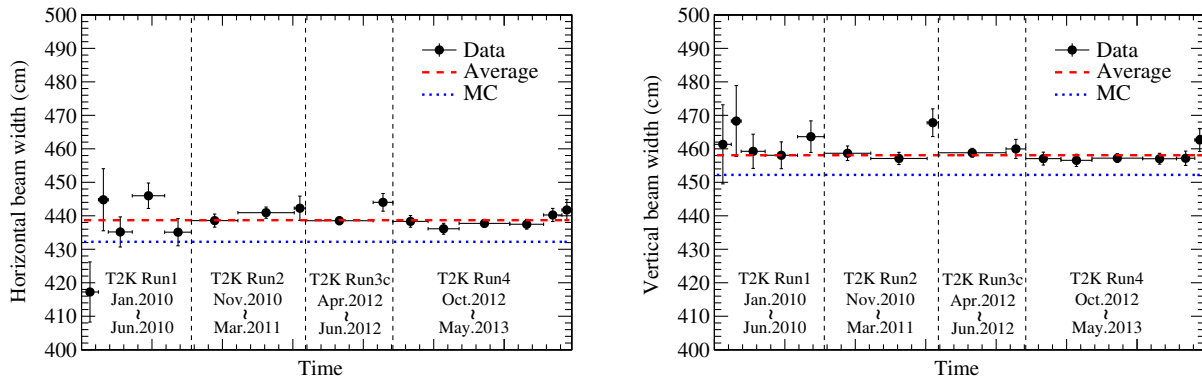 Horizontal beam width (cm)
500
490
480
470
460
450
440
430
420
410
400
Data
Average
MC
T2K Run1
Jan.2010
~
Jun.2010
T2K Run2
Nov.2010
~
Mar.2011
T2K Run3c
Apr.2012
~
Jun.2012
T2K Run4
Oct.2012
~
May.2013
Time
Vertical beam width (cm)
500
490
480
470
460
450
440
430
420
410
400
Data
Average
MC
T2K Run1
Jan.2010
~
Jun.2010
T2K Run2
Nov.2010
~
Mar.2011
T2K Run3c
Apr.2012
~
Jun.2012
T2K Run4
Oct.2012
~
May.2013
Time